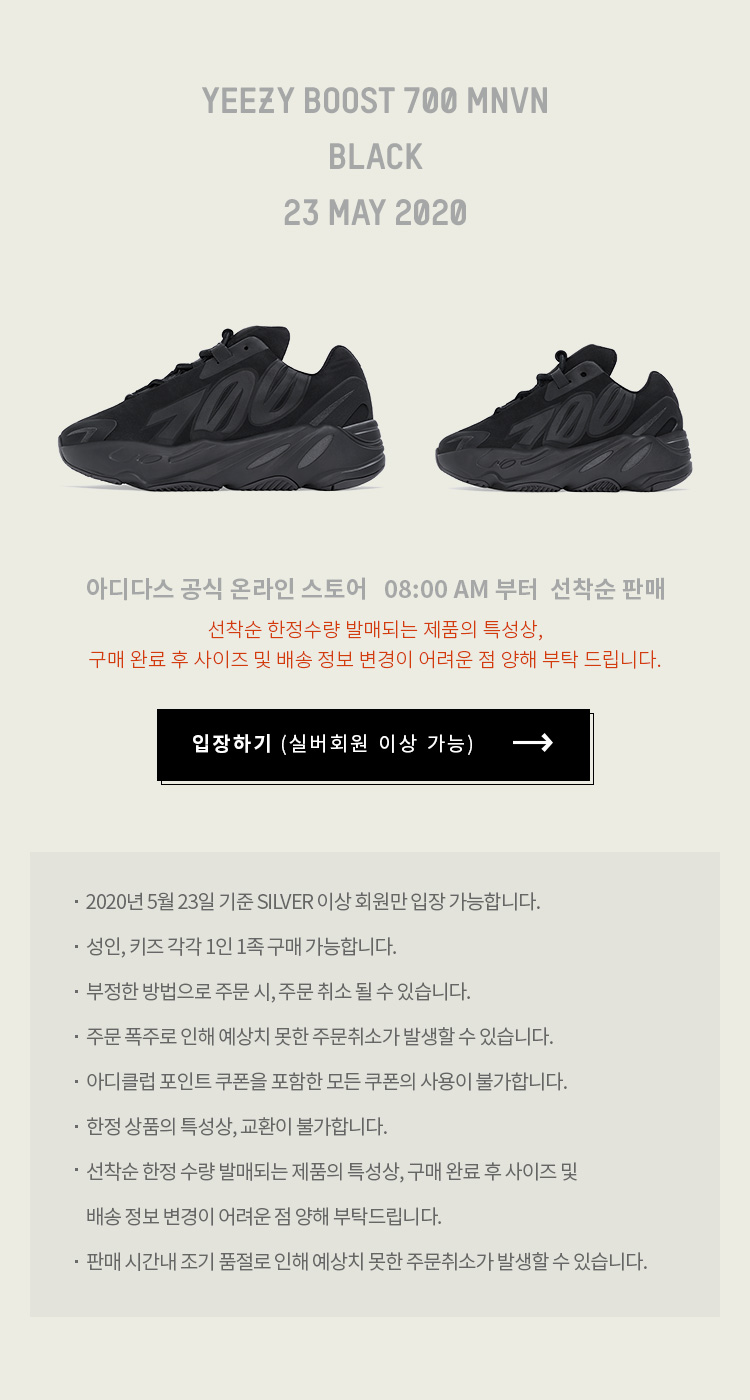 YEEZY BOOST 700 MNVN
BLACK
23 MAY 2020
700
700
아디다스 공식 온라인 스토어 08:00 AM 부터 선착순 판매
선착순 한정수량 발매되는 제품의 특성상,
구매 완료 후 사이즈 및 배송 정보 변경이 어려운 점 양해 부탁 드립니다.
입장하기 (실버회원 이상 가능)
· 2020년 5월 23일 기준 SILVER 이상 회원만 입장 가능합니다.
· 성인, 키즈 각각 1인 1족 구매 가능합니다.
· 부정한 방법으로 주문 시, 주문 취소 될 수 있습니다.
· 주문 폭주로 인해 예상치 못한 주문취소가 발생할 수 있습니다.
· 아디클럽 포인트 쿠폰을 포함한 모든 쿠폰의 사용이 불가합니다.
· 한정 상품의 특성상, 교환이 불가합니다.
· 선착순 한정 수량 발매되는 제품의 특성상, 구매 완료 후 사이즈 및
배송 정보 변경이 어려운 점 양해 부탁드립니다.
· 판매 시간내 조기 품절로 인해 예상치 못한 주문취소가 발생할 수 있습니다.